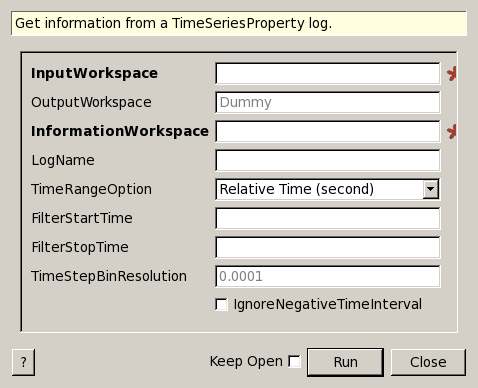 Get information from a TimeSeriesProperty log.
InputWorkspace
OutputWorkspace Dummy
InformationWorkspace
LogName
TimeRangeOption Relative Time (second)
FilterStartTime
FilterStopTime
TimeStepBinResolution 0.0001
IgnoreNegativeTimeInterval
? Keep Open Run Close